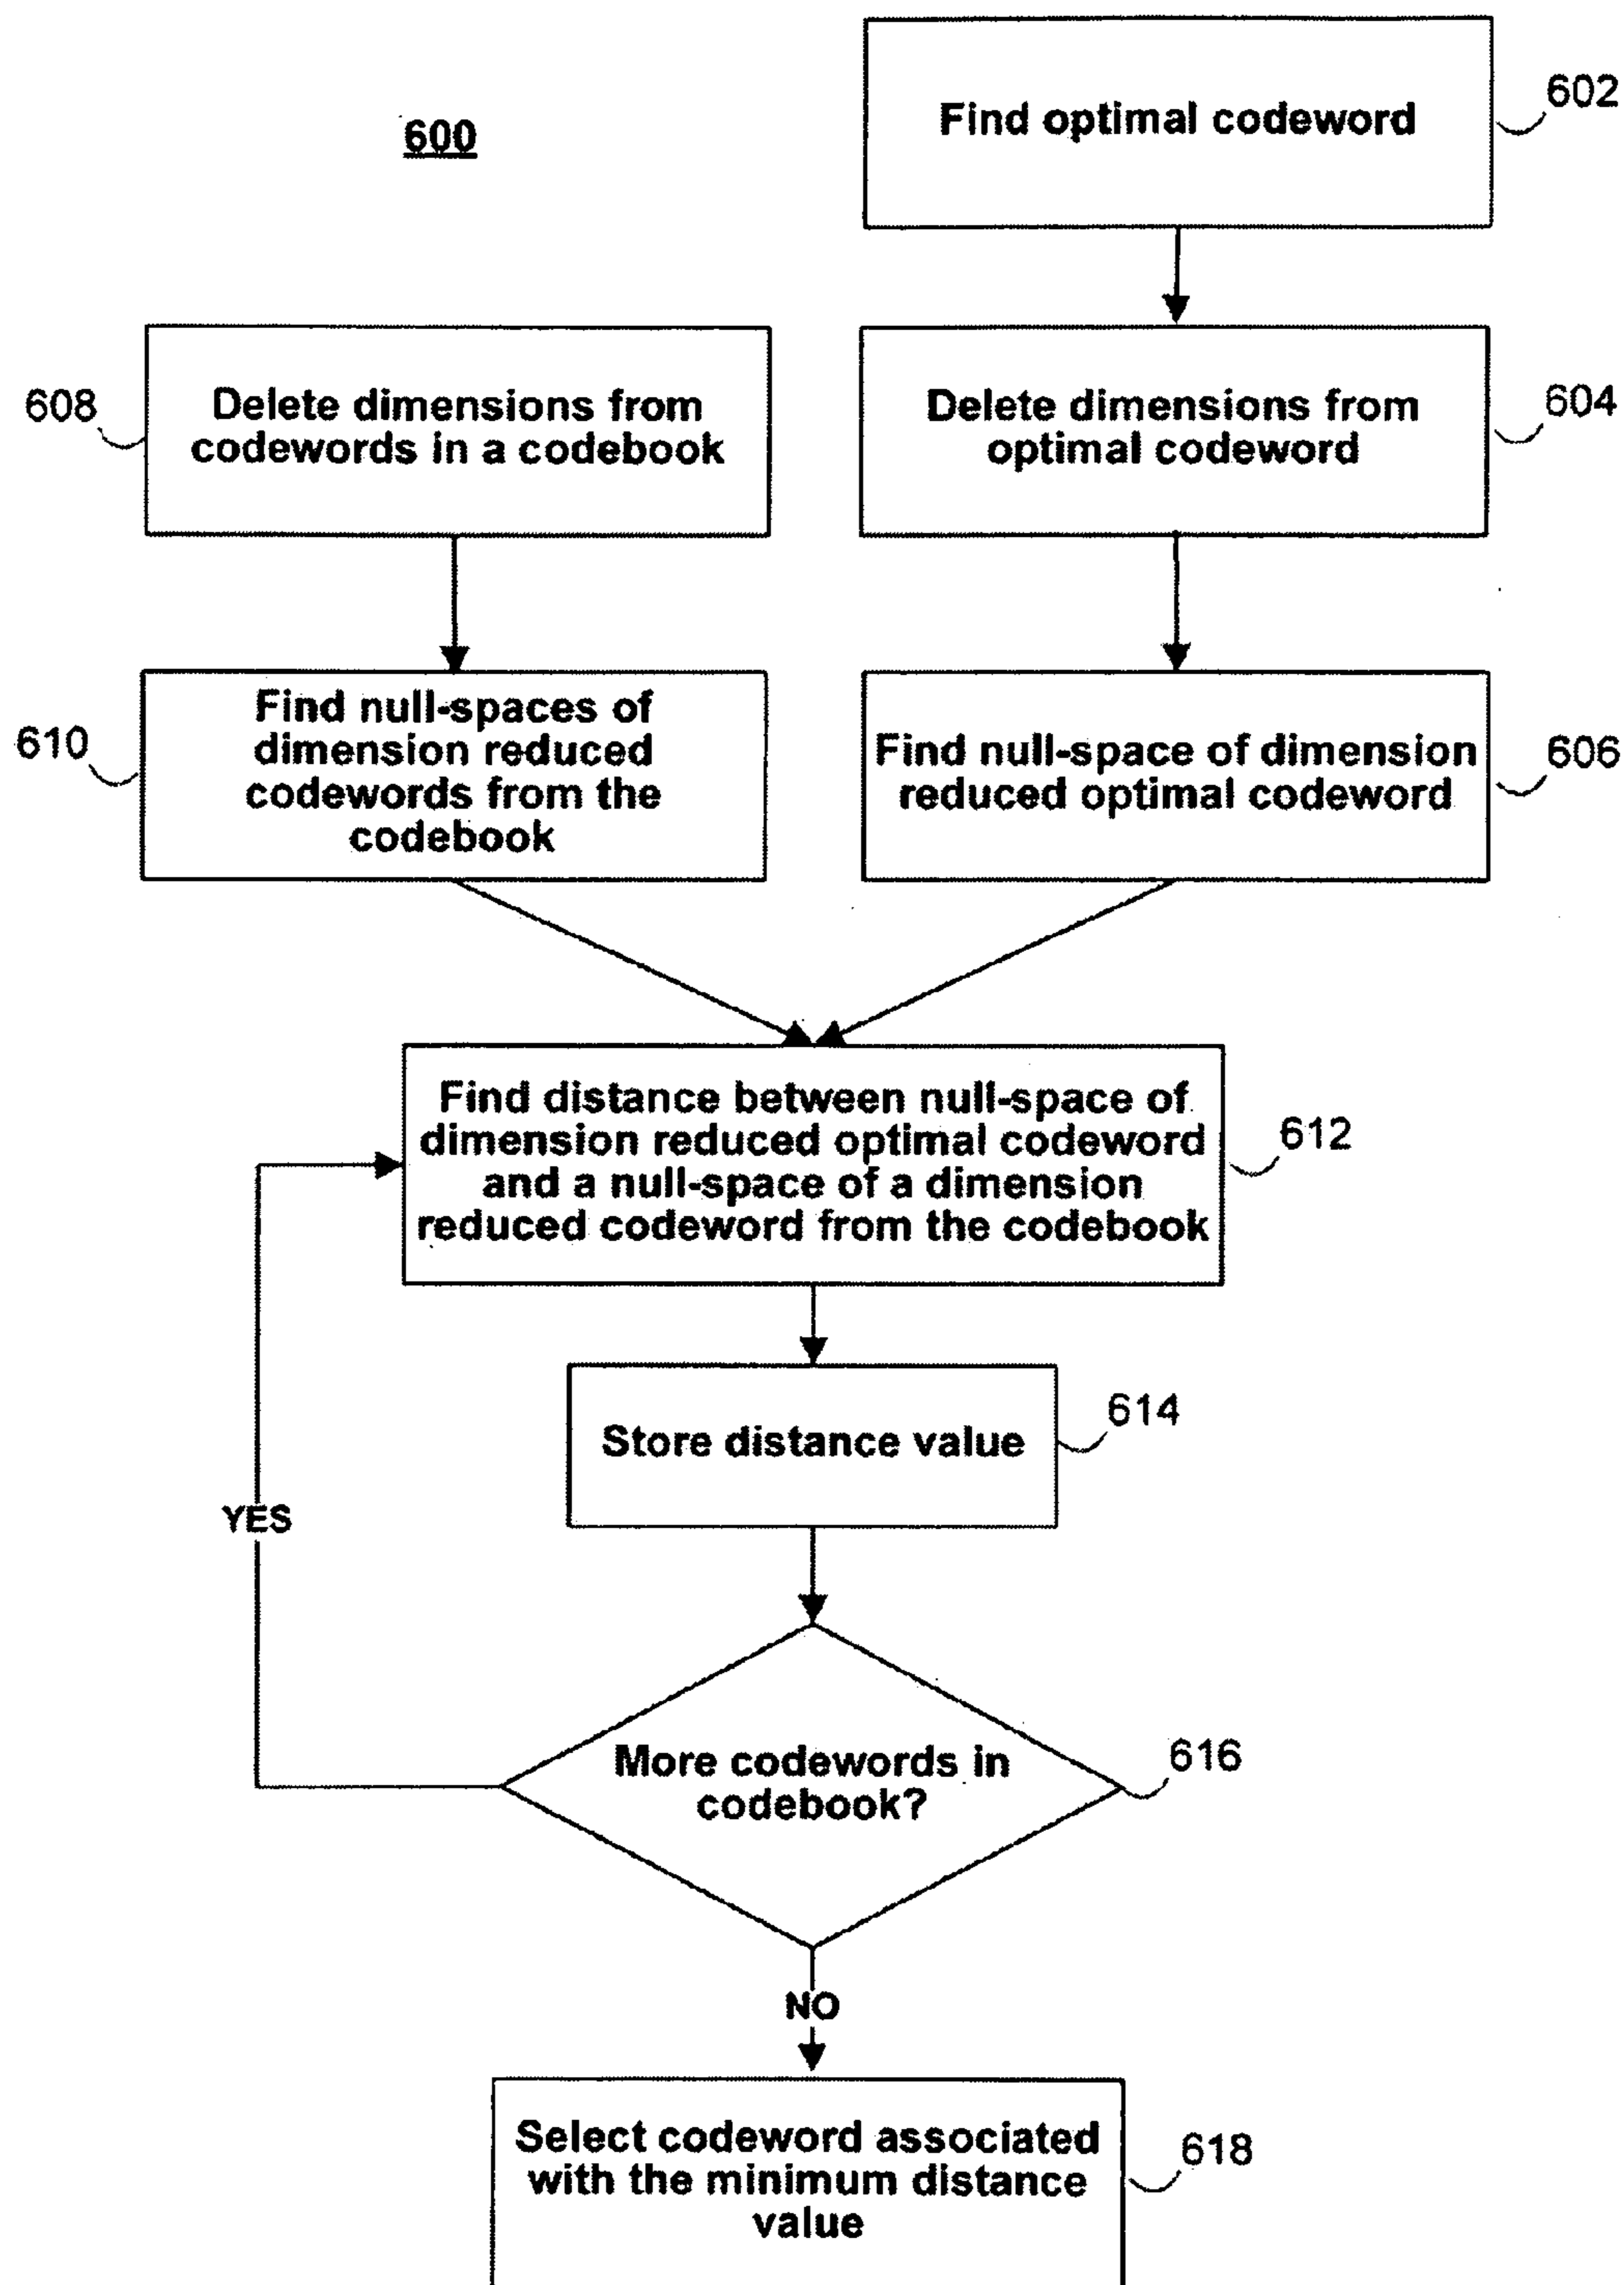 600
Find optimal codeword
602
Delete dimensions from
codewords in a codebook
608
Delete dimensions from
optimal codeword
604
Find null-spaces of
dimension reduced
codewords from the
codebook
610
Find null-space of dimension
reduced optimal codeword
606
Find distance between null-space of
dimension reduced optimal codeword
and a null-space of a dimension
reduced codeword from the codebook
612
Store distance value
614
YES
More codewords in
codebook?
616
NO
Select codeword associated
with the minimum distance
value
618